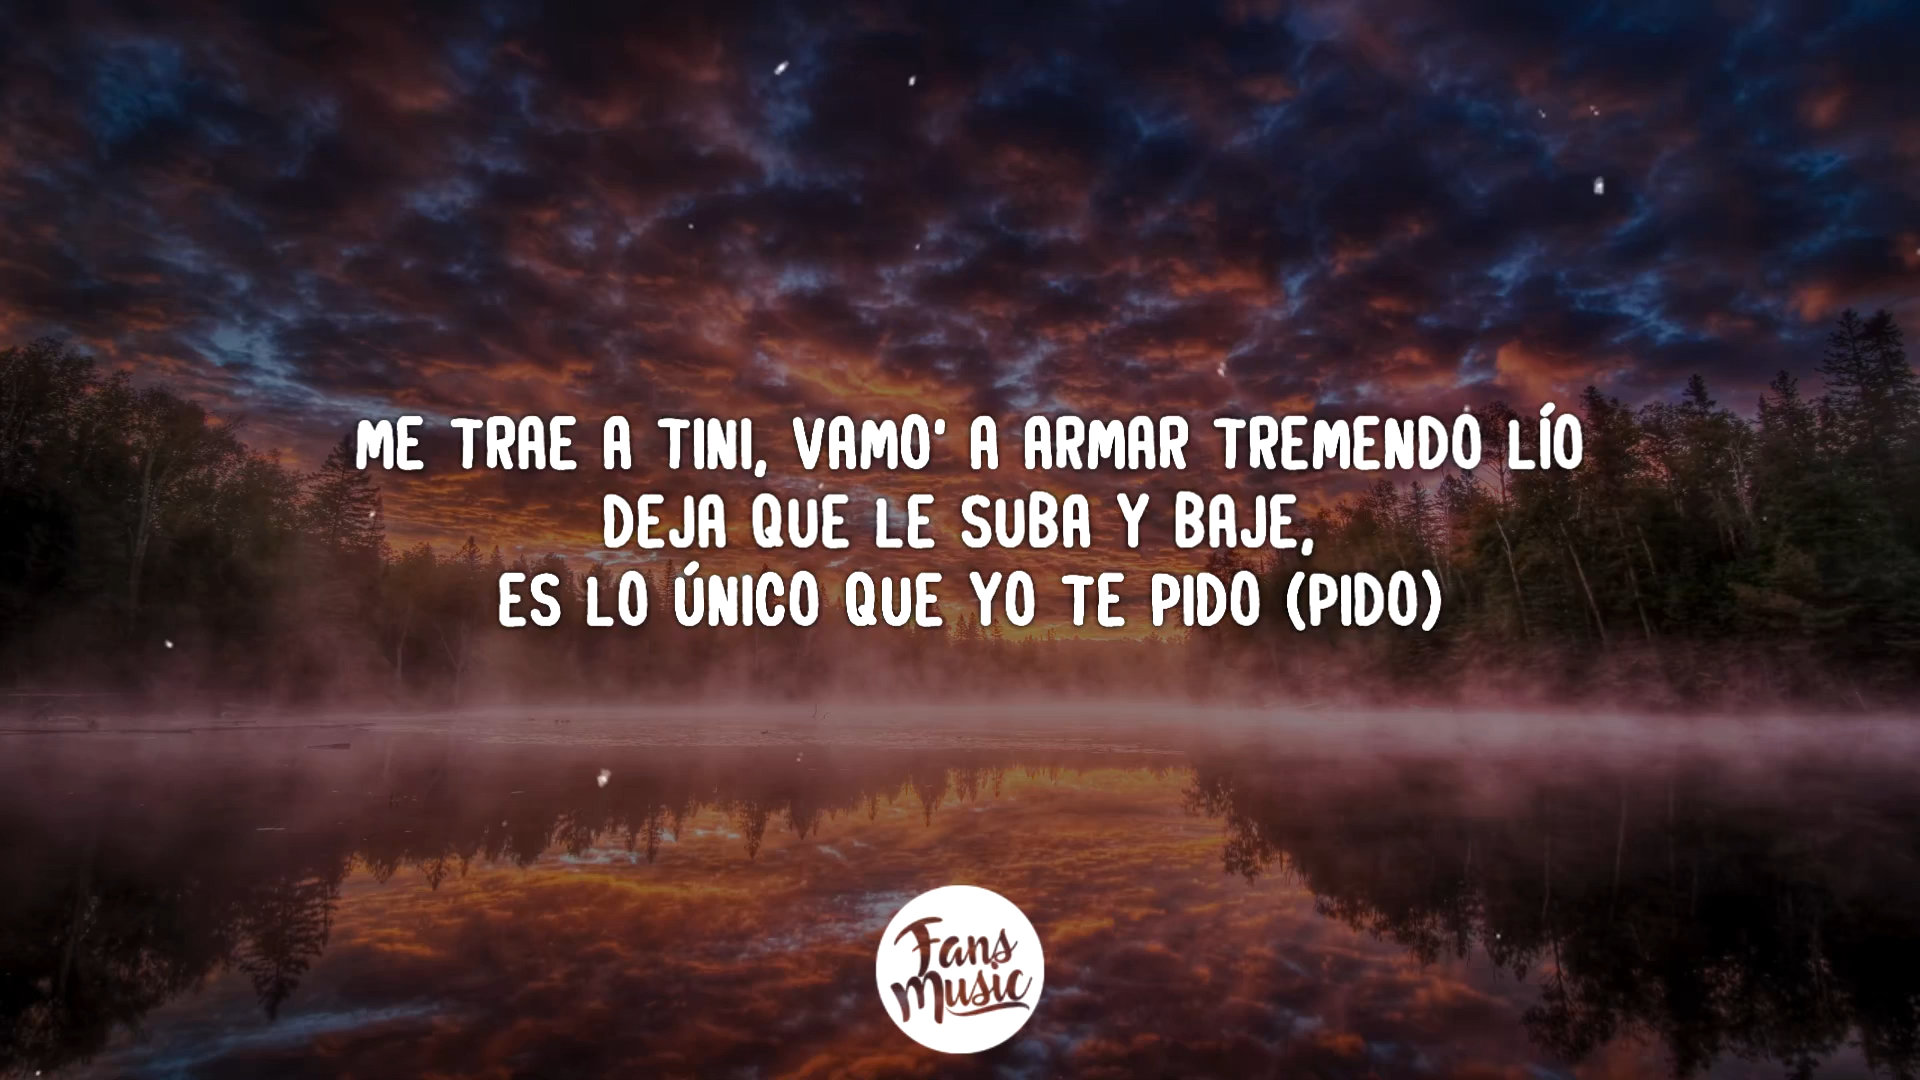 ME TRAE A TINI, VAMO' A ARMAR TREMENDO LÍO
DEJA QUE LE SUBA Y BAJE,
ES LO ÚNICO QUE YO TE PIDO (PIDO)
Fans
Music